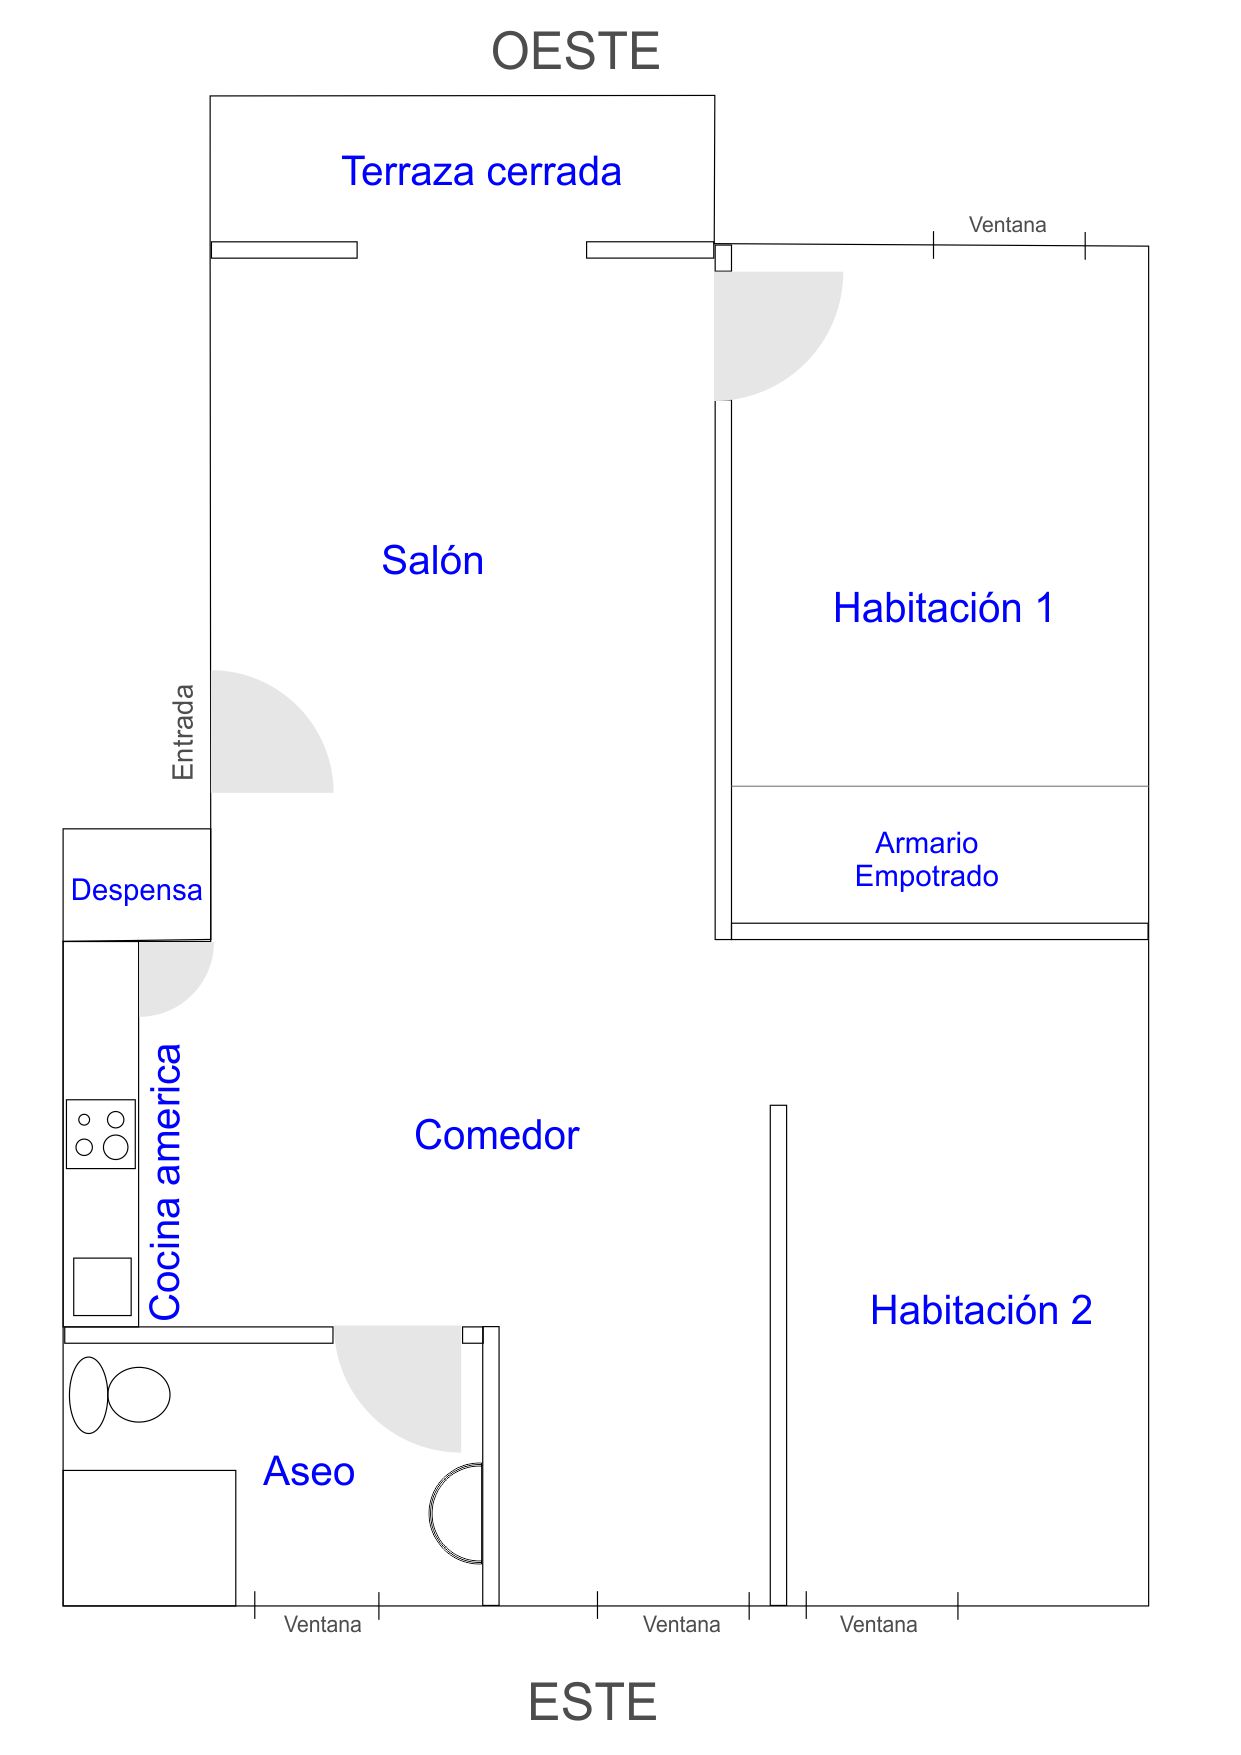 OESTE
Terraza cerrada
Ventana
Salón
Habitación 1
Entrada
Armario
Empotrado
Despensa
Cocina america
Comedor
Habitación 2
Aseo
Ventana
Ventana
Ventana
ESTE